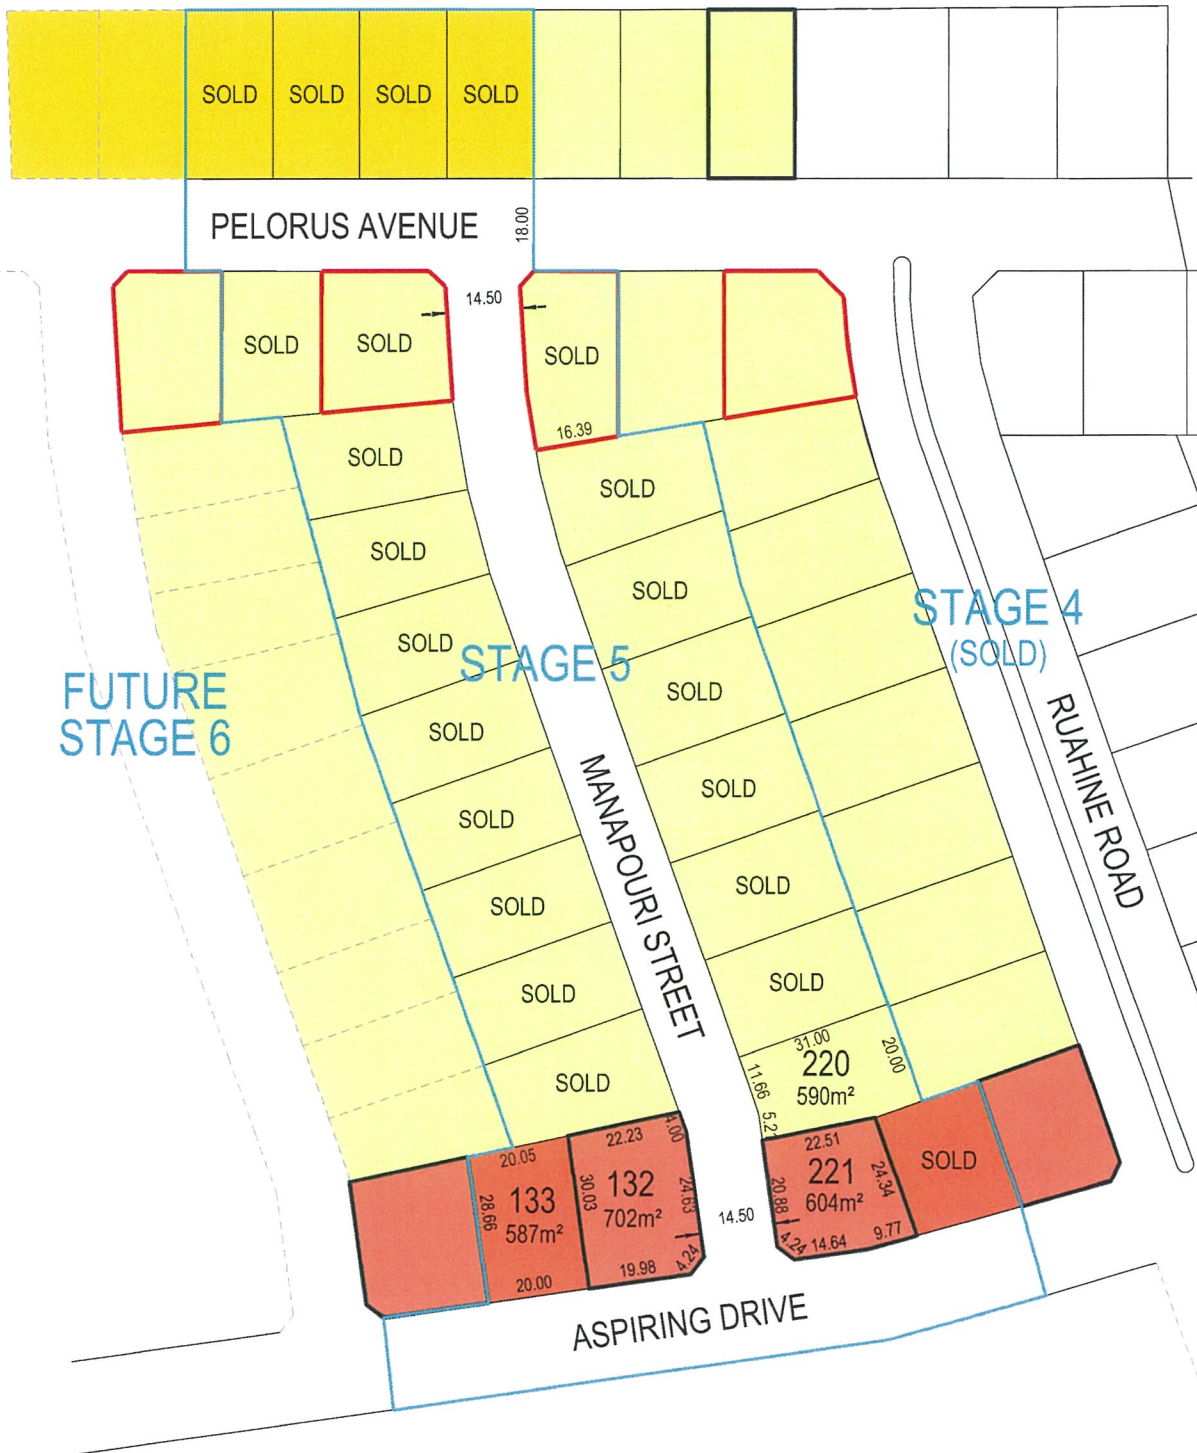 SOLD SOLD SOLD SOLD
PELORUS AVENUE
18.00
14.50
SOLD
SOLD
SOLD
16.39
SOLD
SOLD
SOLD
SOLD
STAGE 4
(SOLD)
SOLD
STAGE 5
FUTURE
STAGE 6
SOLD
SOLD
RUAHINE ROAD
MANAPOURI STREET
SOLD
SOLD
SOLD
SOLD
SOLD
SOLD
SOLD
31.00
20.00
220
590m²
11.66
5.21
SOLD
4.00
22.23
20.05
22.51
133
587m²
28.66
20.00
30.03
132
702m²
24.63
19.98
4.24
14.50
221
604m²
20.88
24.34
4.24
14.64
9.77
SOLD
ASPIRING DRIVE